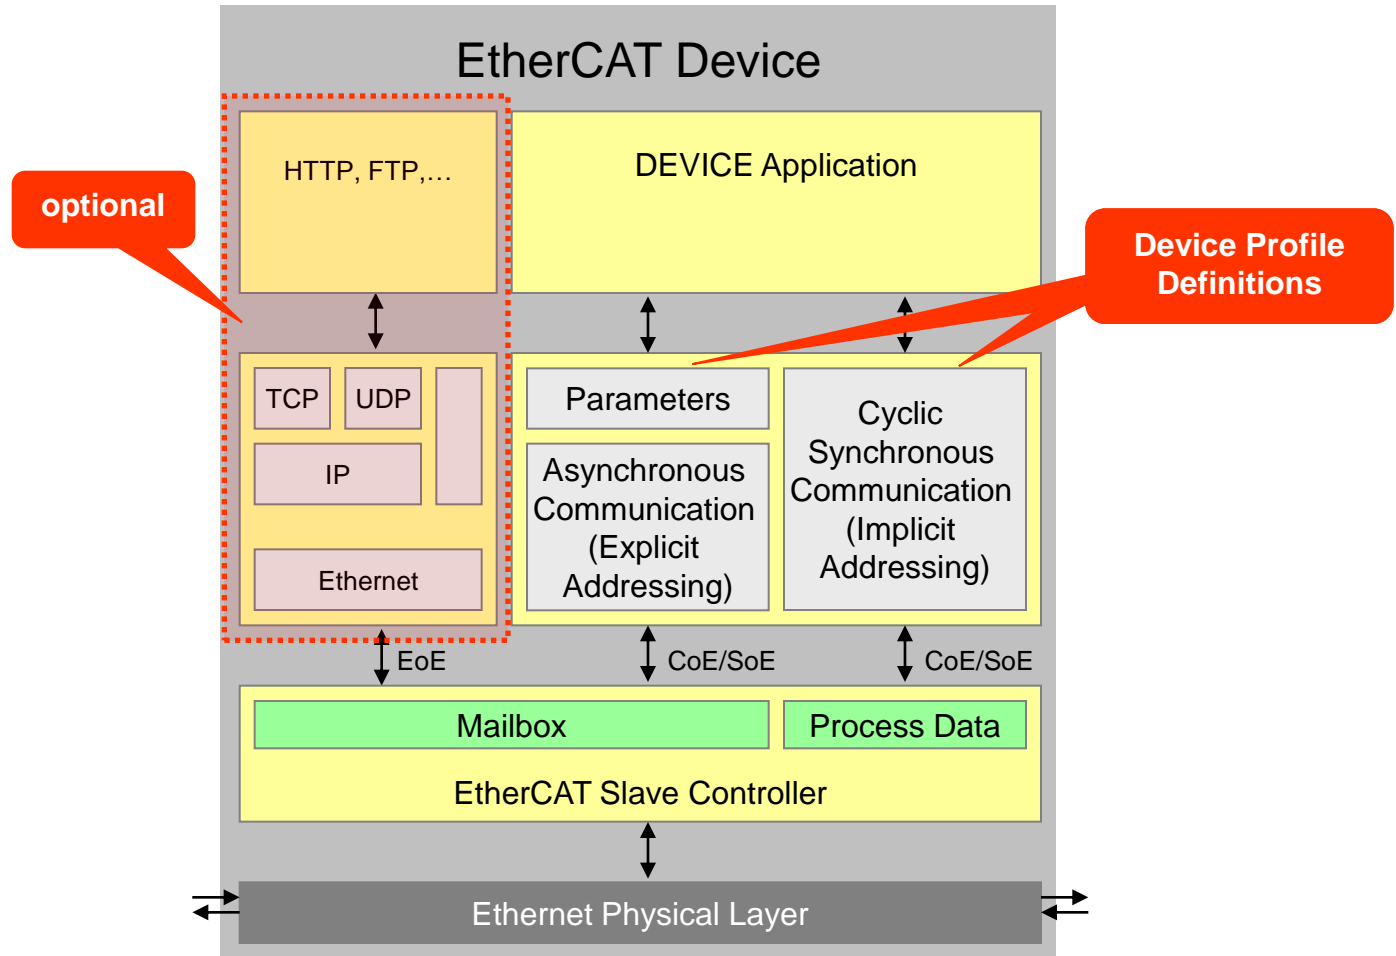 EtherCAT Device
optional
HTTP, FTP,…
DEVICE Application
Device Profile
Definitions
TCP
UDP
IP
Ethernet
Parameters
Asynchronous
Communication
(Explicit
Addressing)
Cyclic
Synchronous
Communication
(Implicit
Addressing)
EoE
CoE/SoE
CoE/SoE
Mailbox
Process Data
EtherCAT Slave Controller
Ethernet Physical Layer